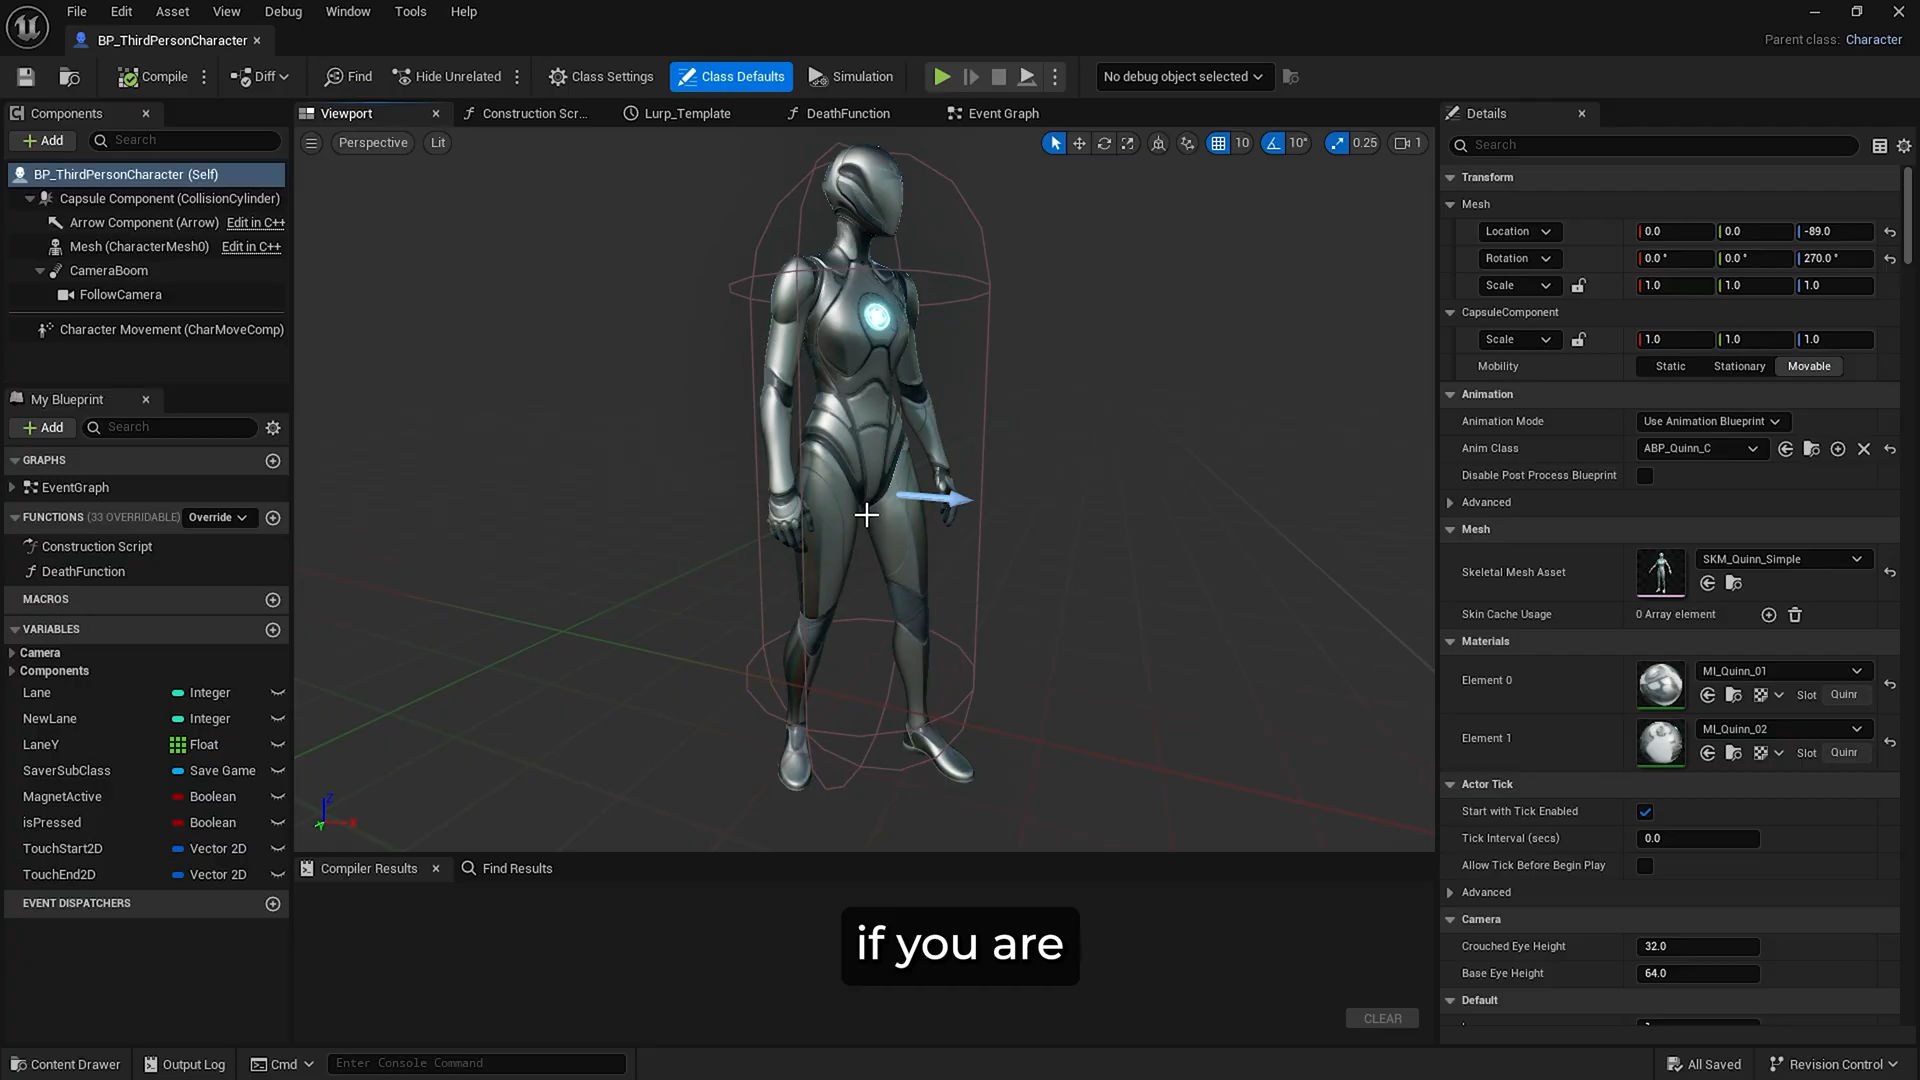 File Edit Asset View Debug Window Tools Help
BP_ThirdPersonCharacter
Parent class: Character
Compile Diff Find Hide Unrelated Class Settings Class Defaults Simulation No debug object selected
Components
Add Search
BP_ThirdPersonCharacter (Self)
Capsule Component (CollisionCylinder)
Arrow Component (Arrow) Edit in C++
Mesh (CharacterMesh0) Edit in C++
CameraBoom
FollowCamera
Character Movement (CharMoveComp)
My Blueprint
Add Search
GRAPHS
EventGraph
FUNCTIONS (33 OVERRIDABLE) Override
Construction Script
DeathFunction
MACROS
VARIABLES
Camera
Components
Lane Integer
NewLane Integer
LaneY Float
SaverSubClass Save Game
MagnetActive Boolean
isPressed Boolean
TouchStart2D Vector 2D
TouchEnd2D Vector 2D
EVENT DISPATCHERS
Viewport Construction Scr... Lurp_Template DeathFunction Event Graph
Perspective Lit 10 10° 0.25 1
Z
X
Compiler Results Find Results
if you are
CLEAR
Details
Search
Transform
Mesh
Location 0.0 0.0 -89.0
Rotation 0.0 ° 0.0 ° 270.0 °
Scale 1.0 1.0 1.0
CapsuleComponent
Scale 1.0 1.0 1.0
Mobility Static Stationary Movable
Animation
Animation Mode Use Animation Blueprint
Anim Class ABP_Quinn_C
Disable Post Process Blueprint
Advanced
Mesh
Skeletal Mesh Asset SKM_Quinn_Simple
Skin Cache Usage 0 Array element
Materials
Element 0 MI_Quinn_01
Slot Quinr
Element 1 MI_Quinn_02
Slot Quinr
Actor Tick
Start with Tick Enabled
Tick Interval (secs) 0.0
Allow Tick Before Begin Play
Advanced
Camera
Crouched Eye Height 32.0
Base Eye Height 64.0
Default
Content Drawer Output Log Cmd Enter Console Command All Saved Revision Control